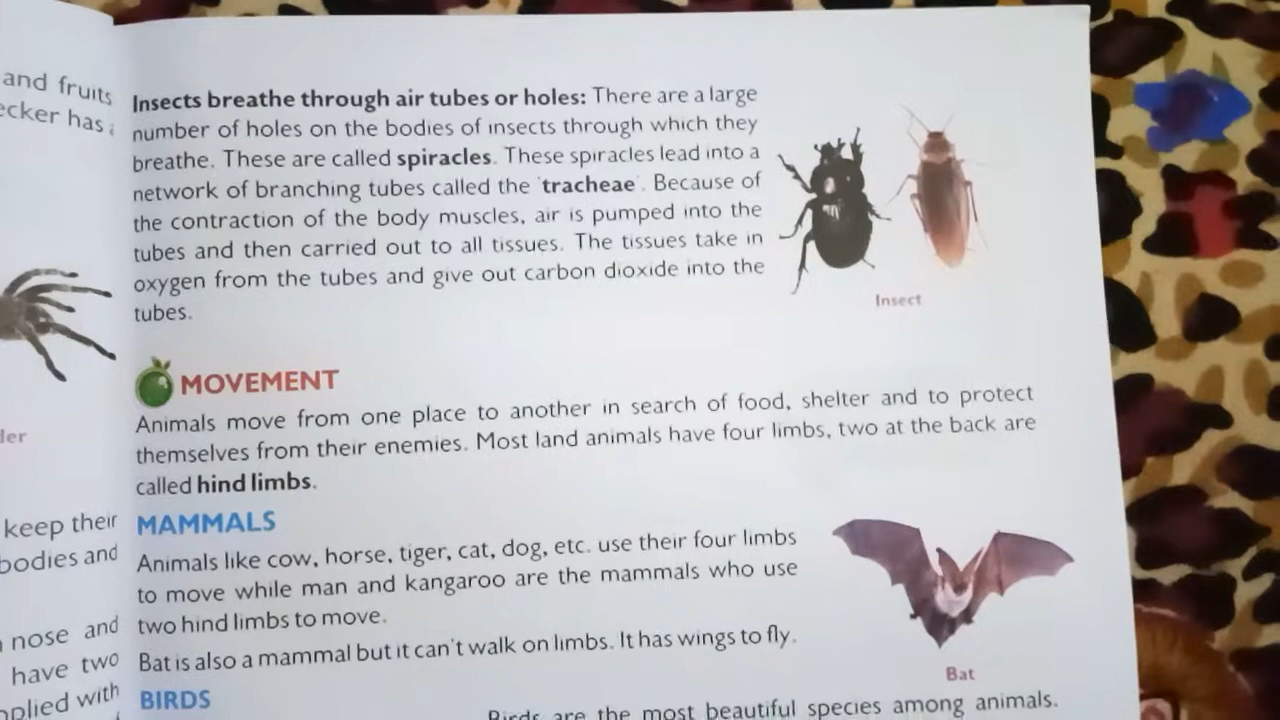 and fruits
ecker has
ler
keep their
bodies and
nose and
have two
pplied with
Insects breathe through air tubes or holes: There are a large
number of holes on the bodies of insects through which they
breathe. These are called spiracles. These spiracles lead into a
network of branching tubes called the 'tracheae'. Because of
the contraction of the body muscles, air is pumped into the
tubes and then carried out to all tissues. The tissues take in
oxygen from the tubes and give out carbon dioxide into the
tubes.
Insect
MOVEMENT
Animals move from one place to another in search of food, shelter and to protect
themselves from their enemies. Most land animals have four limbs, two at the back are
called hind limbs.
MAMMALS
Animals like cow, horse, tiger, cat, dog, etc. use their four limbs
to move while man and kangaroo are the mammals who use
two hind limbs to move.
Bat is also a mammal but it can't walk on limbs. It has wings to fly.
Bat
BIRDS
Birds are the most beautiful species among animals.